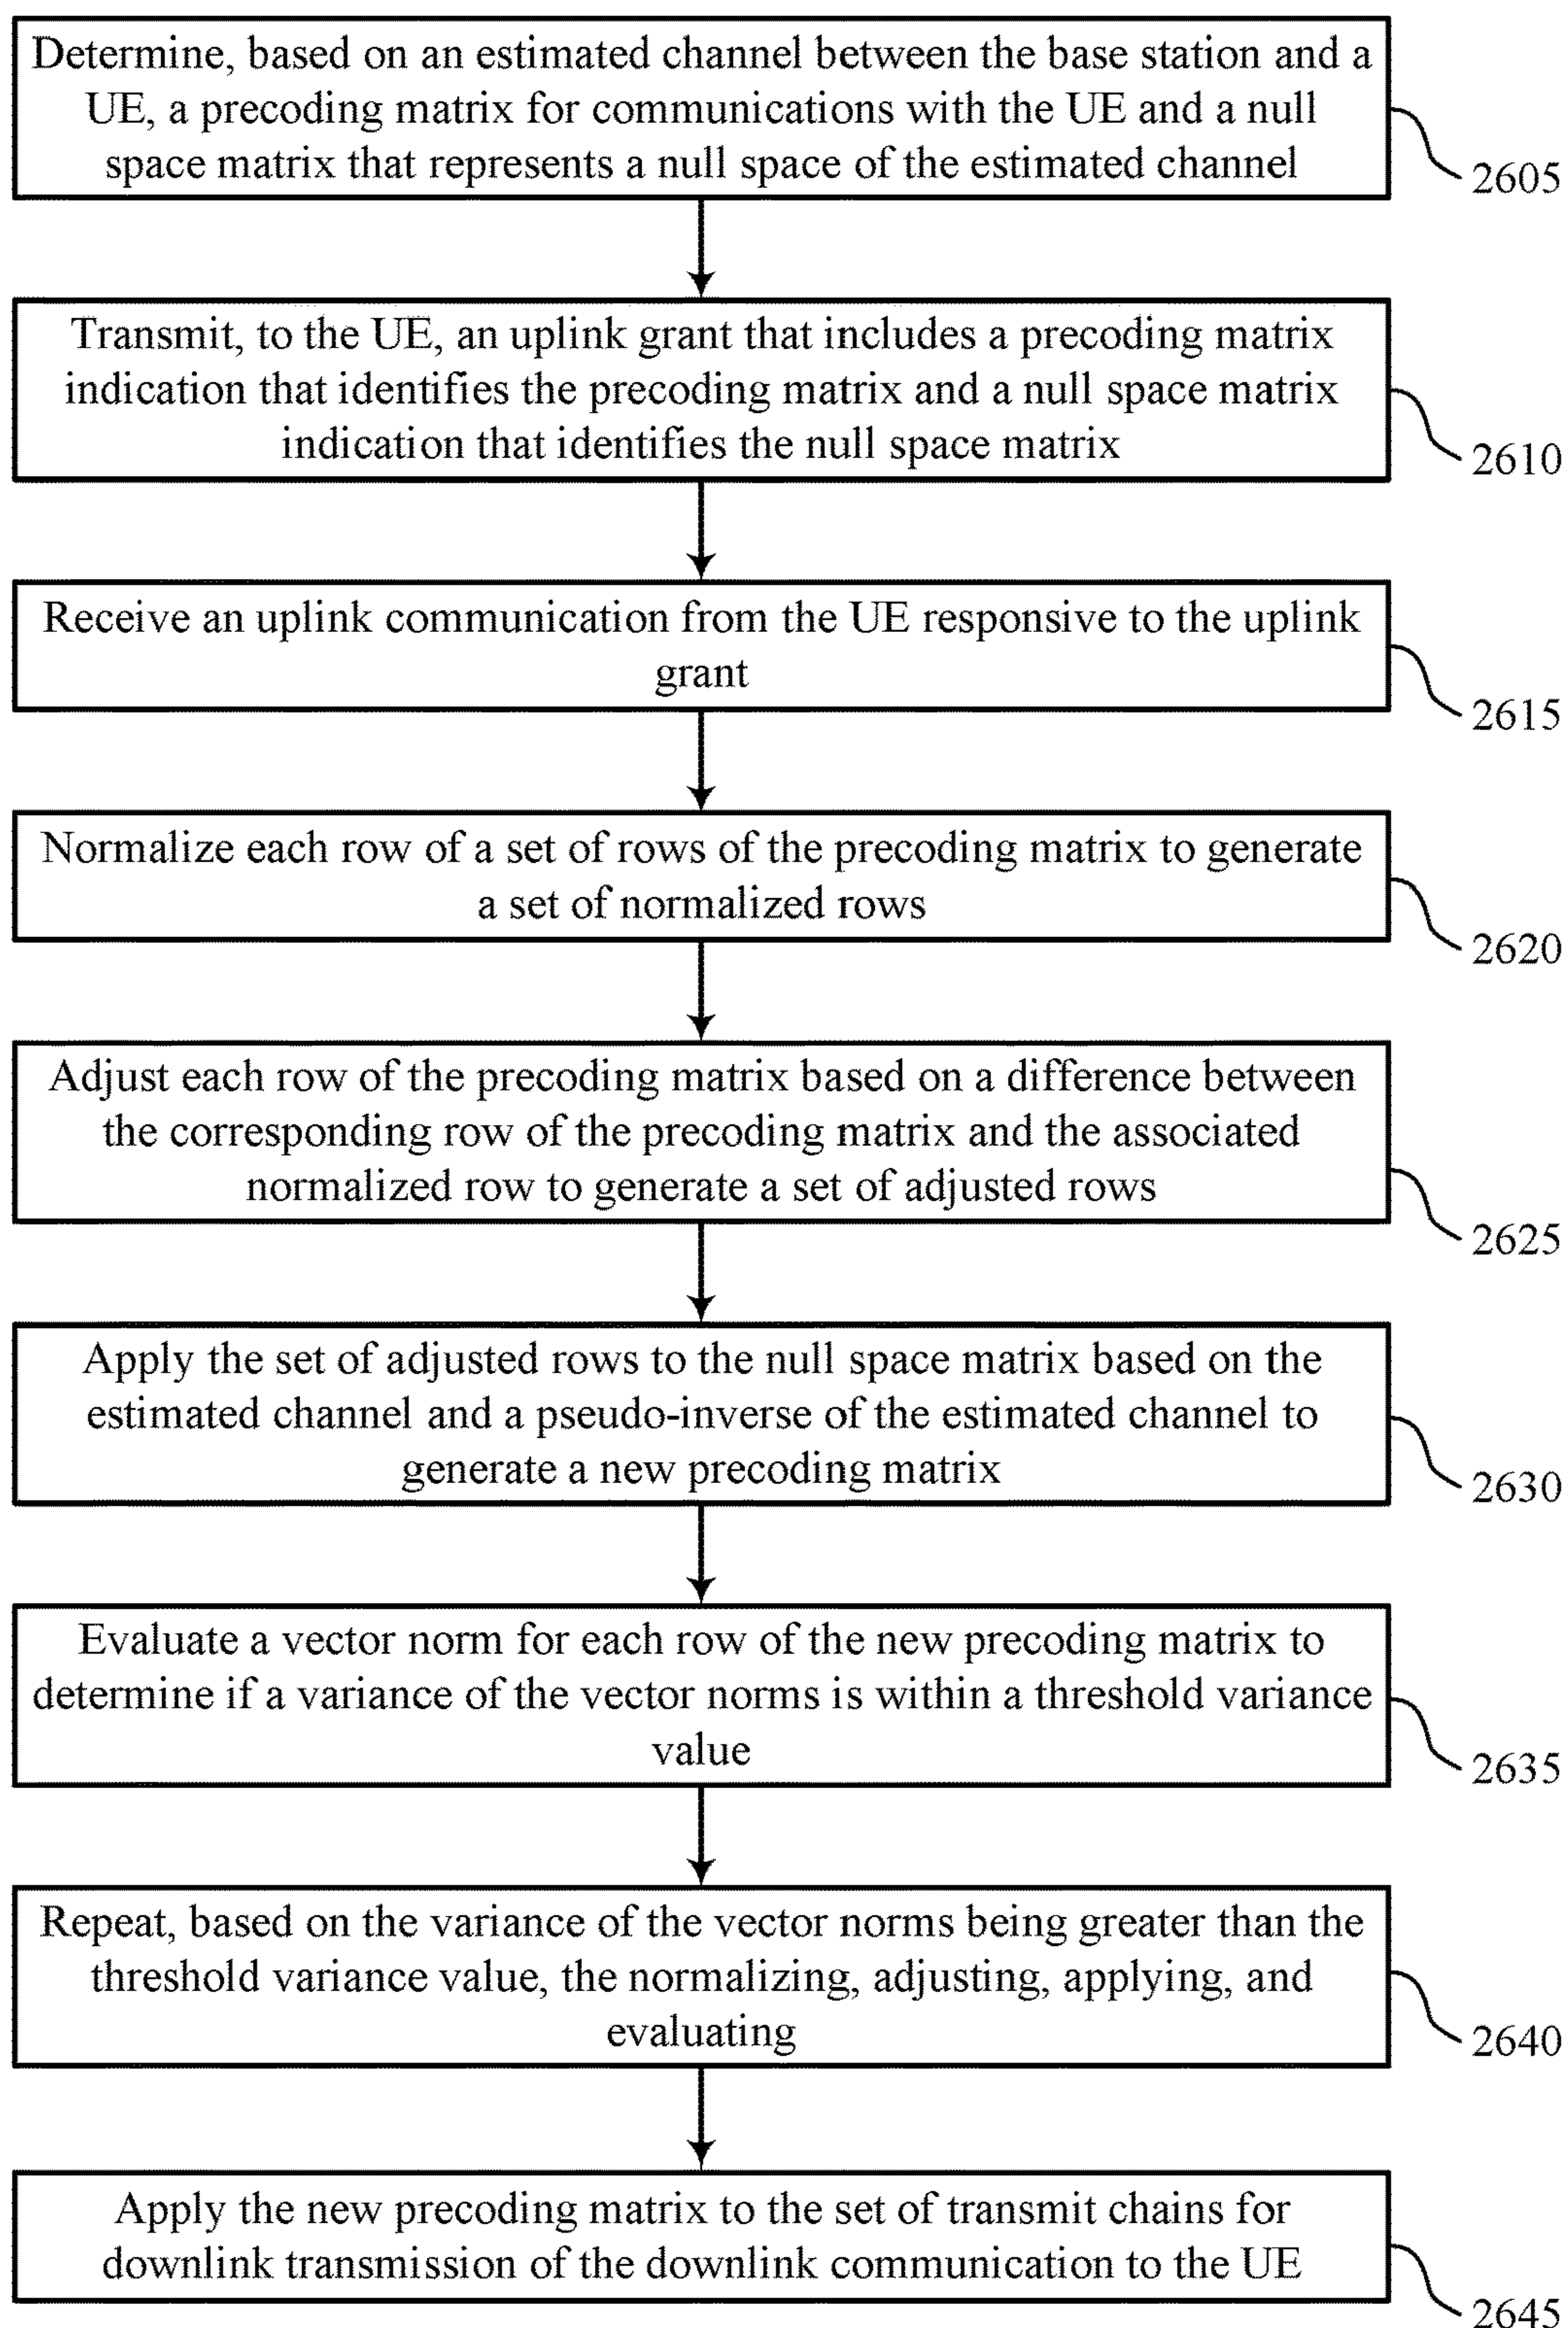 Determine, based on an estimated channel between the base station and a
UE, a precoding matrix for communications with the UE and a null
space matrix that represents a null space of the estimated channel
2605
Transmit, to the UE, an uplink grant that includes a precoding matrix
indication that identifies the precoding matrix and a null space matrix
indication that identifies the null space matrix
2610
Receive an uplink communication from the UE responsive to the uplink
grant
2615
Normalize each row of a set of rows of the precoding matrix to generate
a set of normalized rows
2620
Adjust each row of the precoding matrix based on a difference between
the corresponding row of the precoding matrix and the associated
normalized row to generate a set of adjusted rows
2625
Apply the set of adjusted rows to the null space matrix based on the
estimated channel and a pseudo-inverse of the estimated channel to
generate a new precoding matrix
2630
Evaluate a vector norm for each row of the new precoding matrix to
determine if a variance of the vector norms is within a threshold variance
value
2635
Repeat, based on the variance of the vector norms being greater than the
threshold variance value, the normalizing, adjusting, applying, and
evaluating
2640
Apply the new precoding matrix to the set of transmit chains for
downlink transmission of the downlink communication to the UE
2645